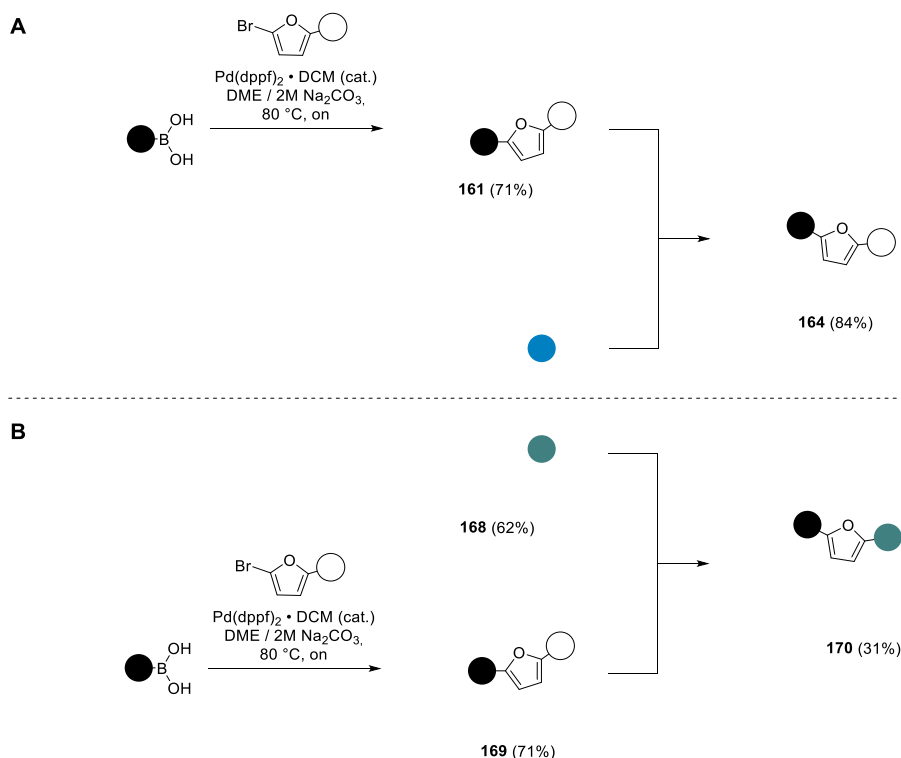 A
Br
O
Pd(dppf)₂ • DCM (cat.)
DME / 2M Na₂CO₃,
80 °C, on
B
OH
OH
O
161 (71%)
O
164 (84%)
B
168 (62%)
Br
O
Pd(dppf)₂ • DCM (cat.)
DME / 2M Na₂CO₃,
80 °C, on
B
OH
OH
O
169 (71%)
O
170 (31%)